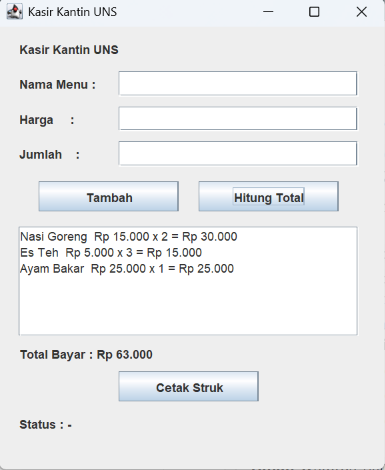 Kasir Kantin UNS
Kasir Kantin UNS
Nama Menu :
Harga :
Jumlah :
Tambah Hitung Total
Nasi Goreng Rp 15.000 x 2 = Rp 30.000
Es Teh Rp 5.000 x 3 = Rp 15.000
Ayam Bakar Rp 25.000 x 1 = Rp 25.000
Total Bayar : Rp 63.000
Cetak Struk
Status : -